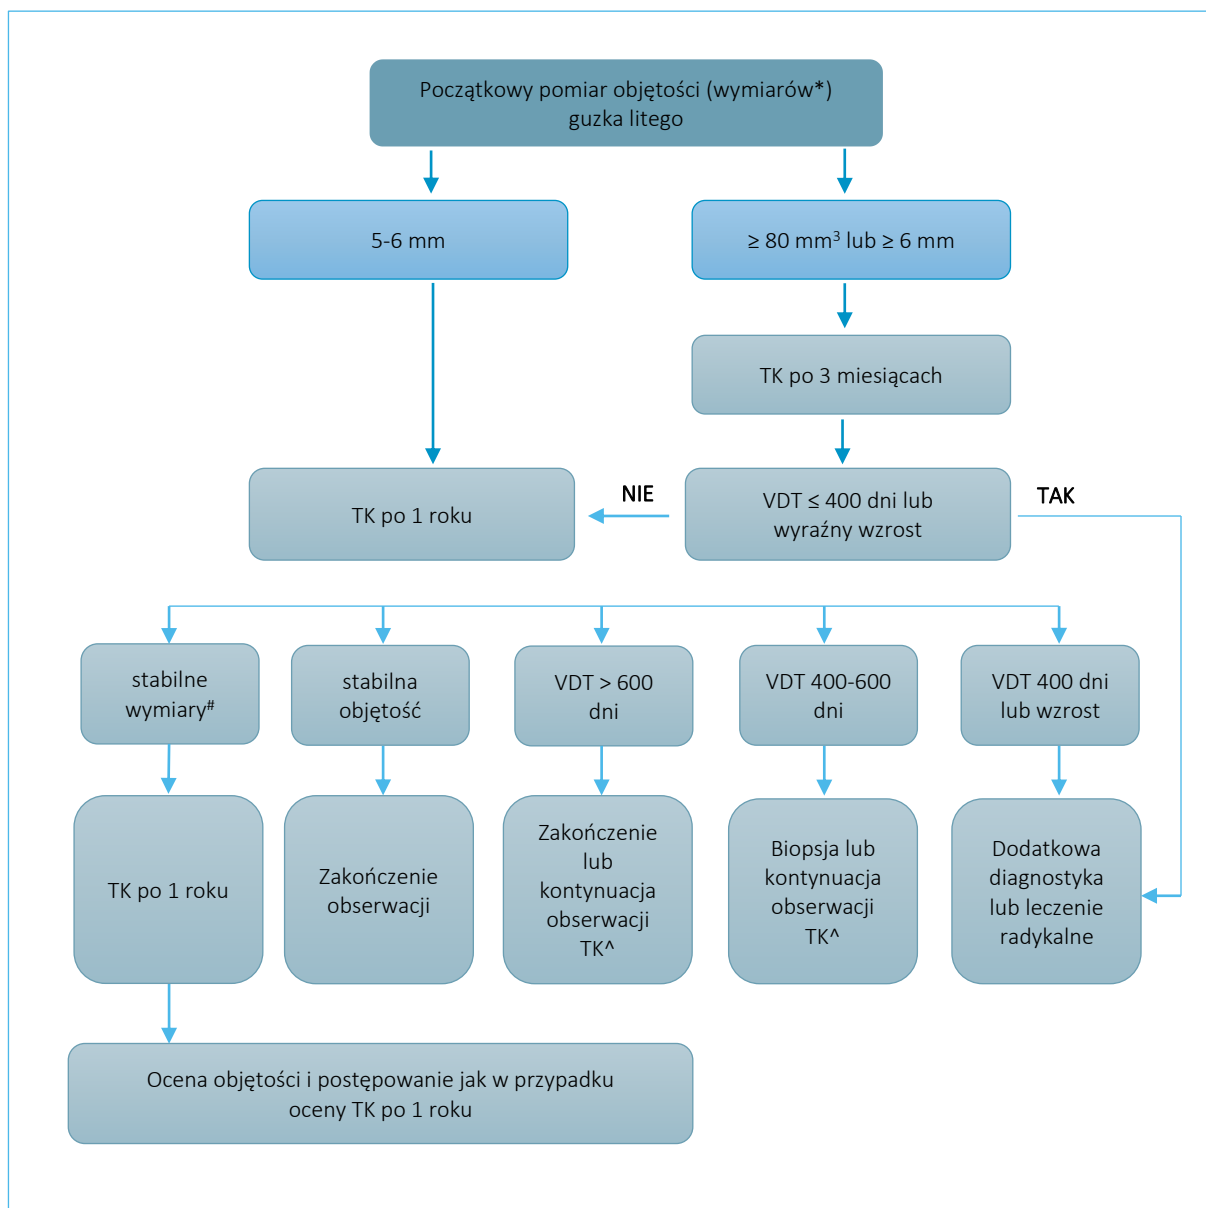 Początkowy pomiar objętości (wymiarów*)
guzka litego
5-6 mm
≥ 80 mm³ lub ≥ 6 mm
TK po 3 miesiącach
TK po 1 roku
NIE
VDT ≤ 400 dni lub
wyraźny wzrost
TAK
stabilne
wymiary#
stabilna
objętość
VDT > 600
dni
VDT 400-600
dni
VDT 400 dni
lub wzrost
TK po 1 roku
Zakończenie
obserwacji
Zakończenie
lub
kontynuacja
obserwacji
TK^
Biopsja lub
kontynuacja
obserwacji
TK^
Dodatkowa
diagnostyka
lub leczenie
radykalne
Ocena objętości i postępowanie jak w przypadku
oceny TK po 1 roku